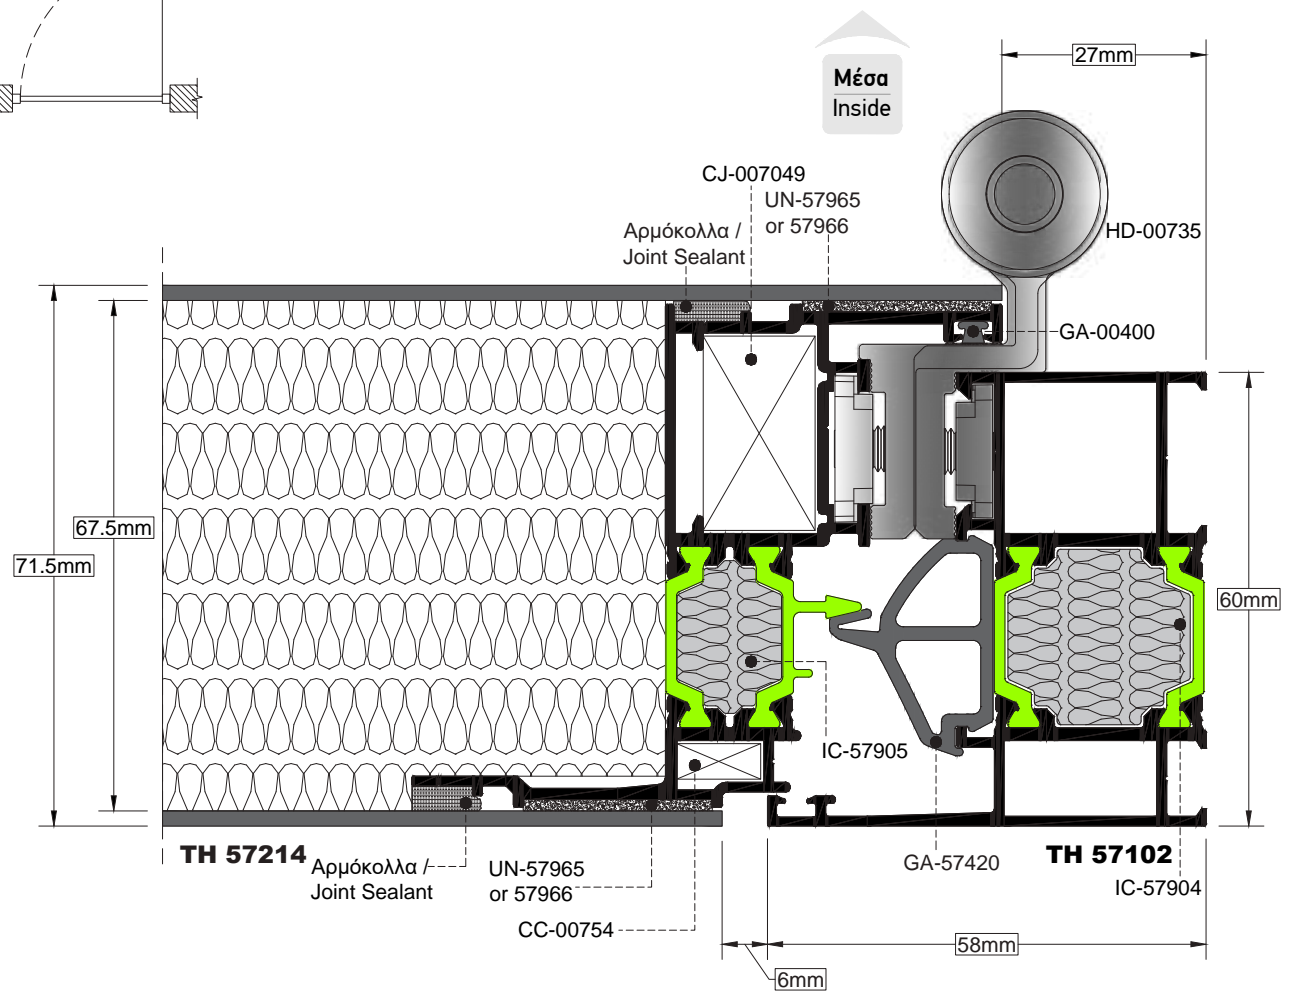 27mm
Μέσα
Inside
CJ-007049
UN-57965
or 57966
Αρμόκολλα /
Joint Sealant
HD-00735
GA-00400
67.5mm
71.5mm
60mm
IC-57905
TH 57214
Αρμόκολλα /
Joint Sealant
UN-57965
or 57966
CC-00754
GA-57420
TH 57102
IC-57904
58mm
6mm